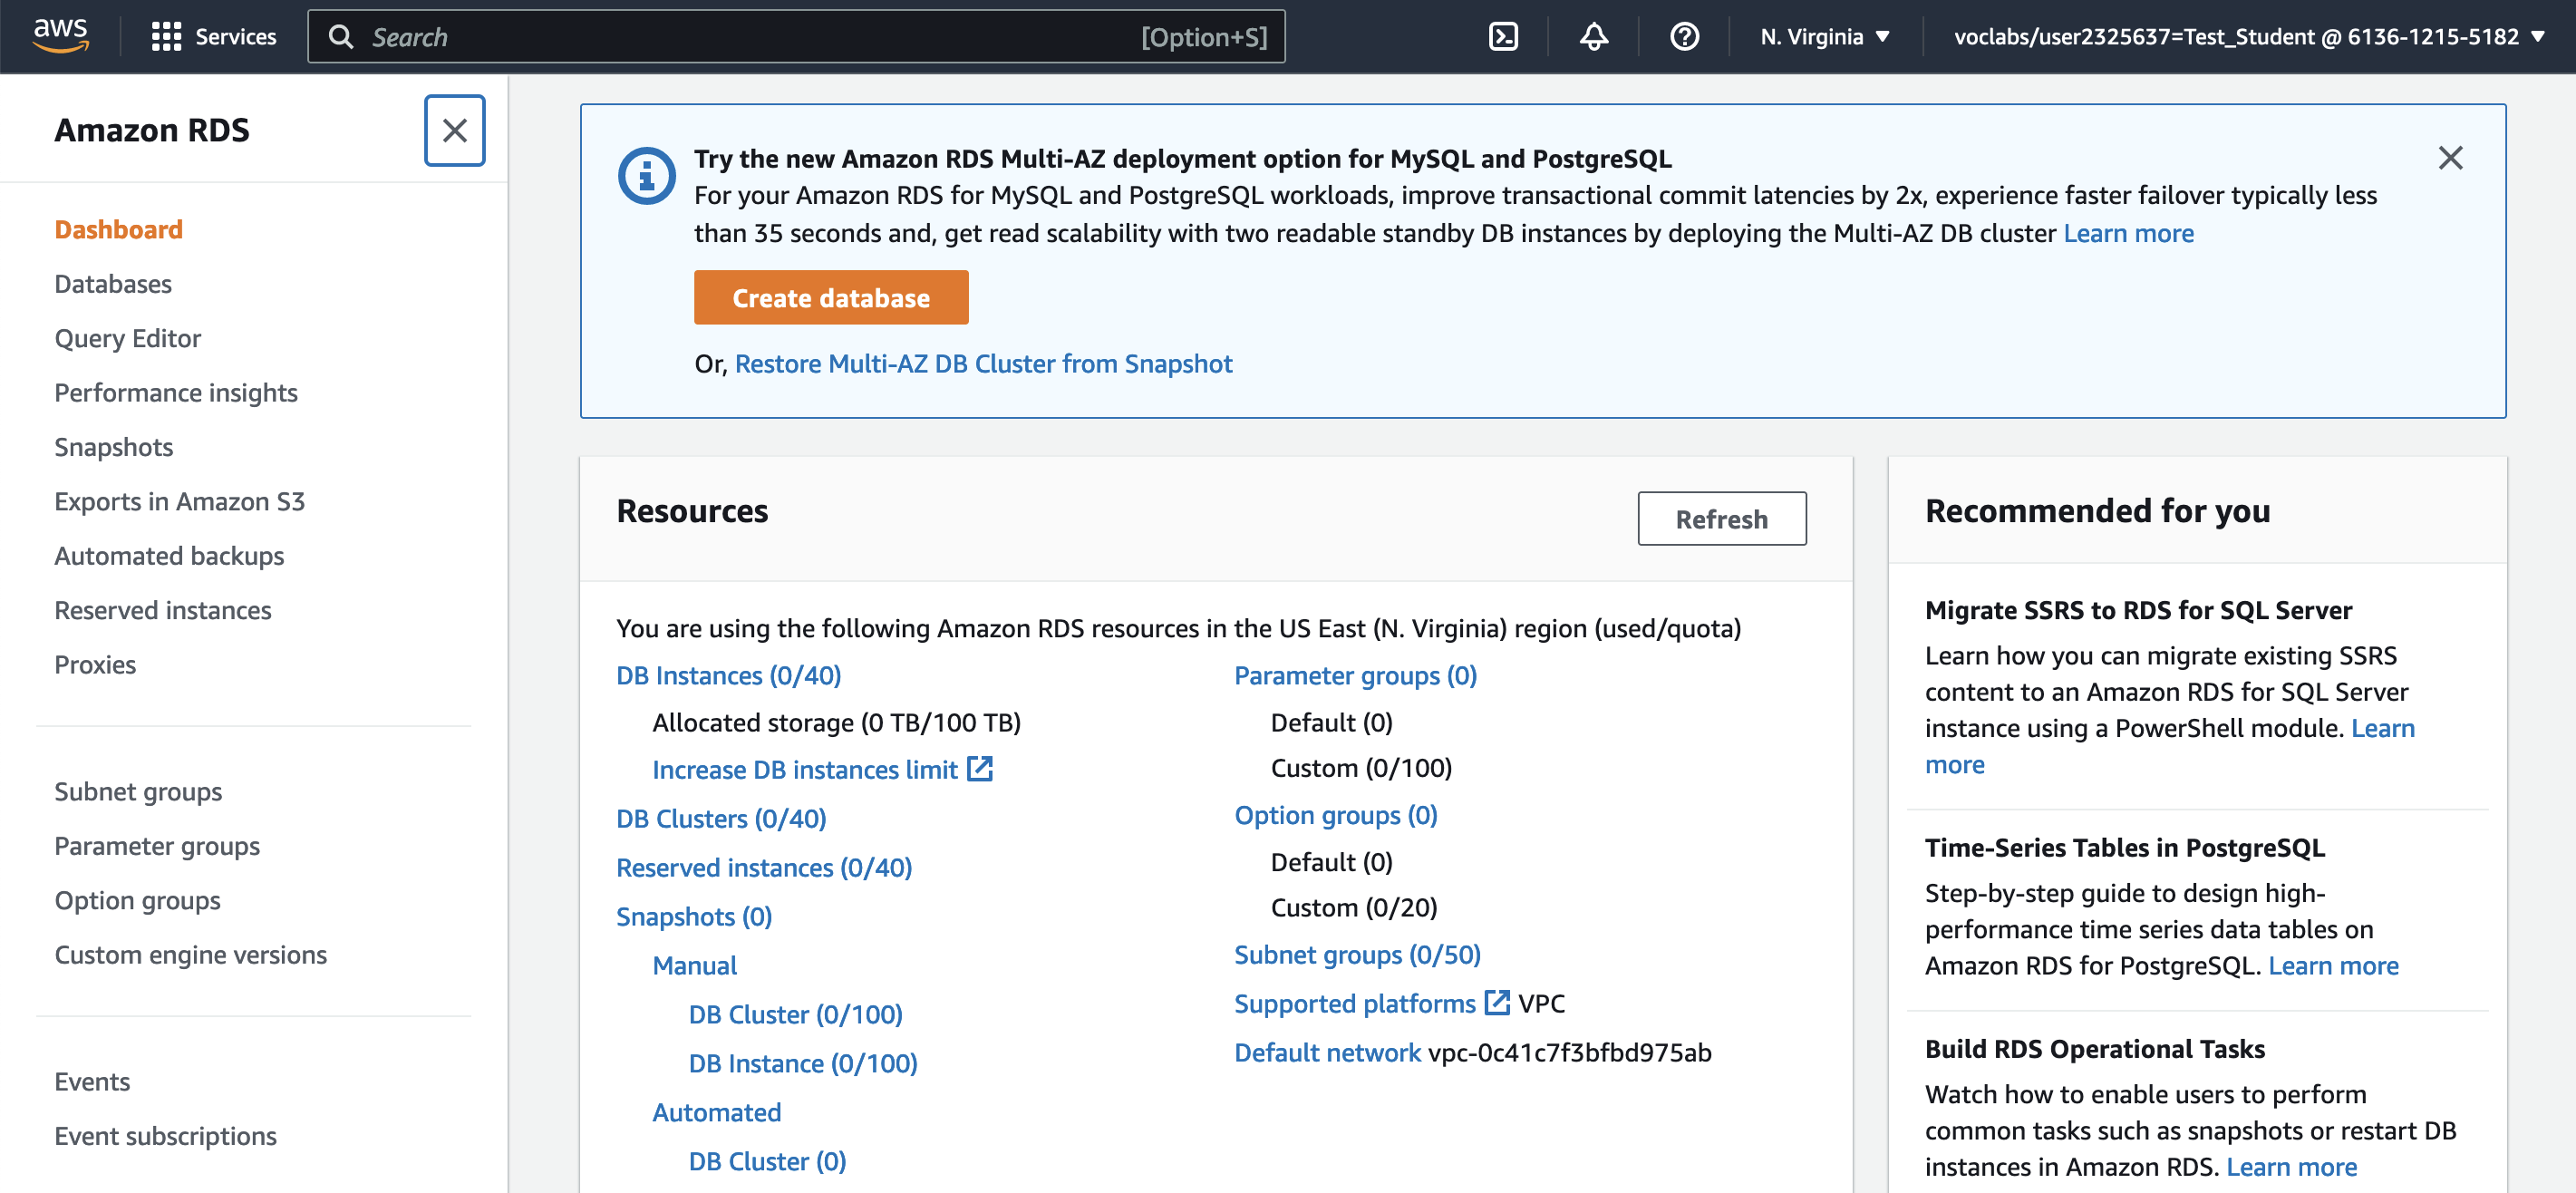 aws
Services
Search
[Option+S]
N. Virginia
voclabs/user2325637=Test_Student @ 6136-1215-5182
Amazon RDS
Dashboard
Databases
Query Editor
Performance insights
Snapshots
Exports in Amazon S3
Automated backups
Reserved instances
Proxies
Subnet groups
Parameter groups
Option groups
Custom engine versions
Events
Event subscriptions
Try the new Amazon RDS Multi-AZ deployment option for MySQL and PostgreSQL
For your Amazon RDS for MySQL and PostgreSQL workloads, improve transactional commit latencies by 2x, experience faster failover typically less
than 35 seconds and, get read scalability with two readable standby DB instances by deploying the Multi-AZ DB cluster Learn more
Create database
Or, Restore Multi-AZ DB Cluster from Snapshot
Resources
Refresh
You are using the following Amazon RDS resources in the US East (N. Virginia) region (used/quota)
DB Instances (0/40)
Allocated storage (0 TB/100 TB)
Increase DB instances limit
DB Clusters (0/40)
Reserved instances (0/40)
Snapshots (0)
Manual
DB Cluster (0/100)
DB Instance (0/100)
Automated
DB Cluster (0)
Parameter groups (0)
Default (0)
Custom (0/100)
Option groups (0)
Default (0)
Custom (0/20)
Subnet groups (0/50)
Supported platforms VPC
Default network vpc-0c41c7f3bfbd975ab
Recommended for you
Migrate SSRS to RDS for SQL Server
Learn how you can migrate existing SSRS
content to an Amazon RDS for SQL Server
instance using a PowerShell module. Learn
more
Time-Series Tables in PostgreSQL
Step-by-step guide to design high-
performance time series data tables on
Amazon RDS for PostgreSQL. Learn more
Build RDS Operational Tasks
Watch how to enable users to perform
common tasks such as snapshots or restart DB
instances in Amazon RDS. Learn more